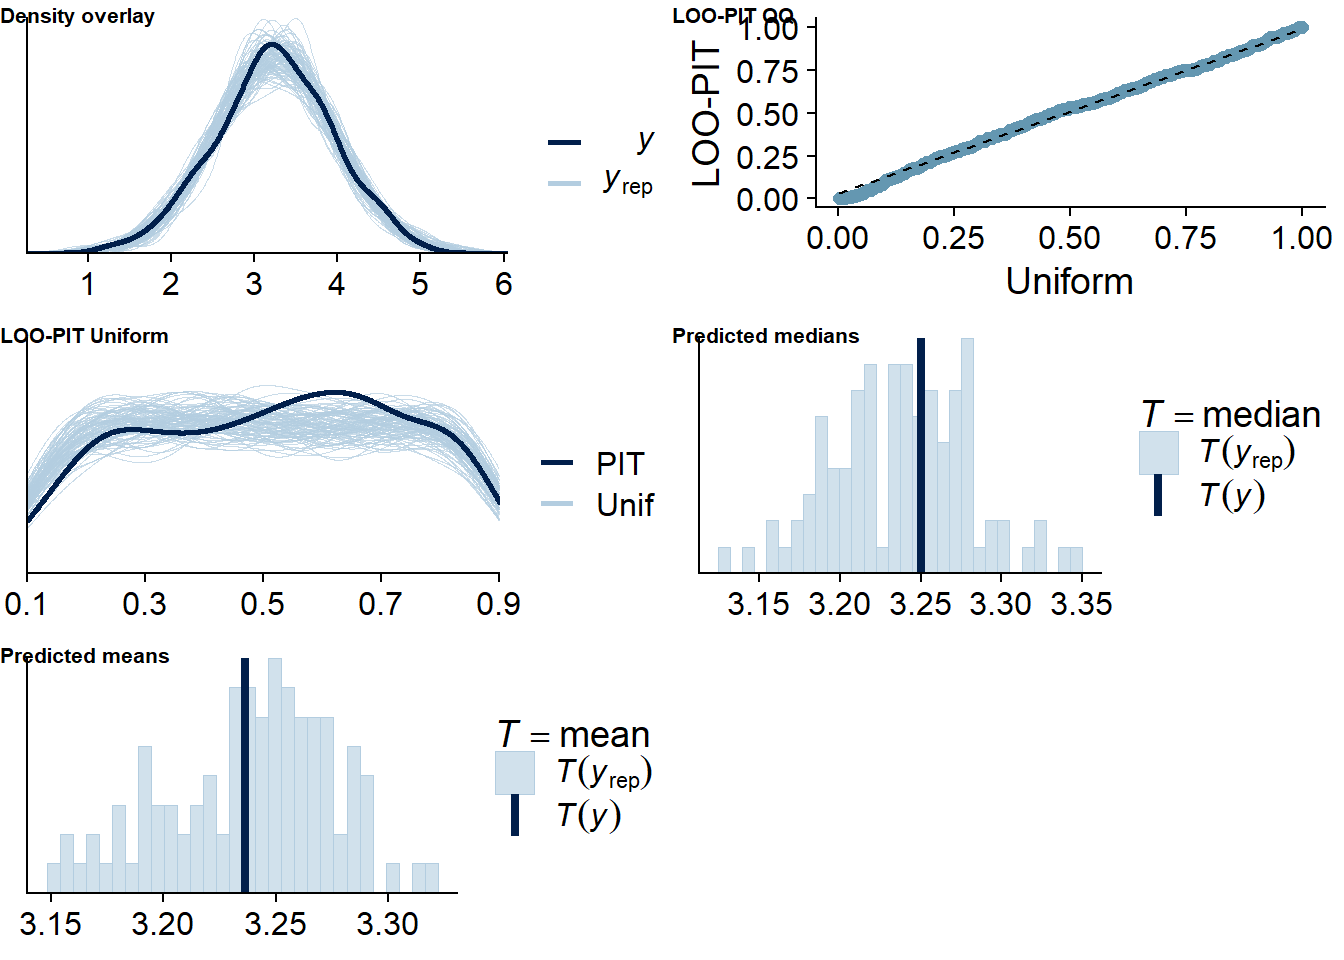 Density overlay
y
yrep
1 2 3 4 5 6
LOO-PIT QQ
LOO-PIT
1.00
0.75
0.50
0.25
0.00
0.00 0.25 0.50 0.75 1.00
Uniform
LOO-PIT Uniform
PIT
Unif
0.1 0.3 0.5 0.7 0.9
Predicted medians
T = median
T(yrep)
T(y)
3.15 3.20 3.25 3.30 3.35
Predicted means
T = mean
T(yrep)
T(y)
3.15 3.20 3.25 3.30